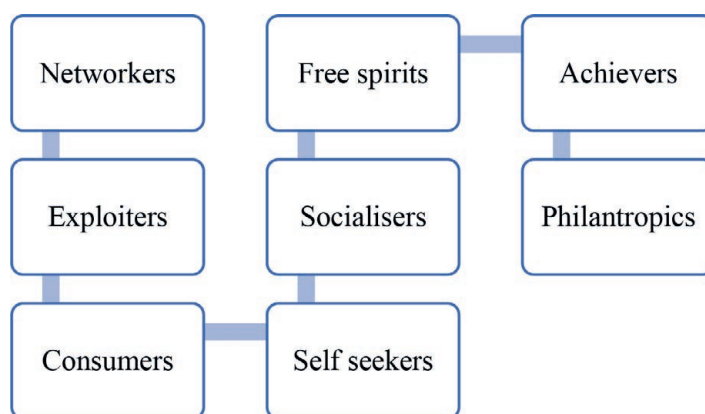 Networkers
Exploiters
Consumers
Self seekers
Socialisers
Free spirits
Achievers
Philantropics